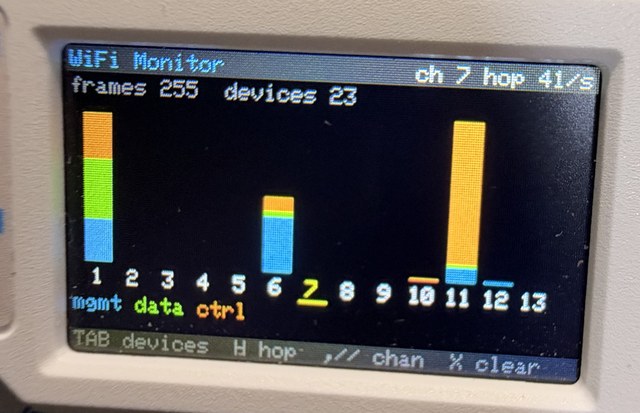 WiFi Monitor ch 7 hop 41/s
frames 255 devices 23
1 2 3 4 5 6 7 8 9 10 11 12 13
mgmt data ctrl
TAB devices H hop ,// chan X clear